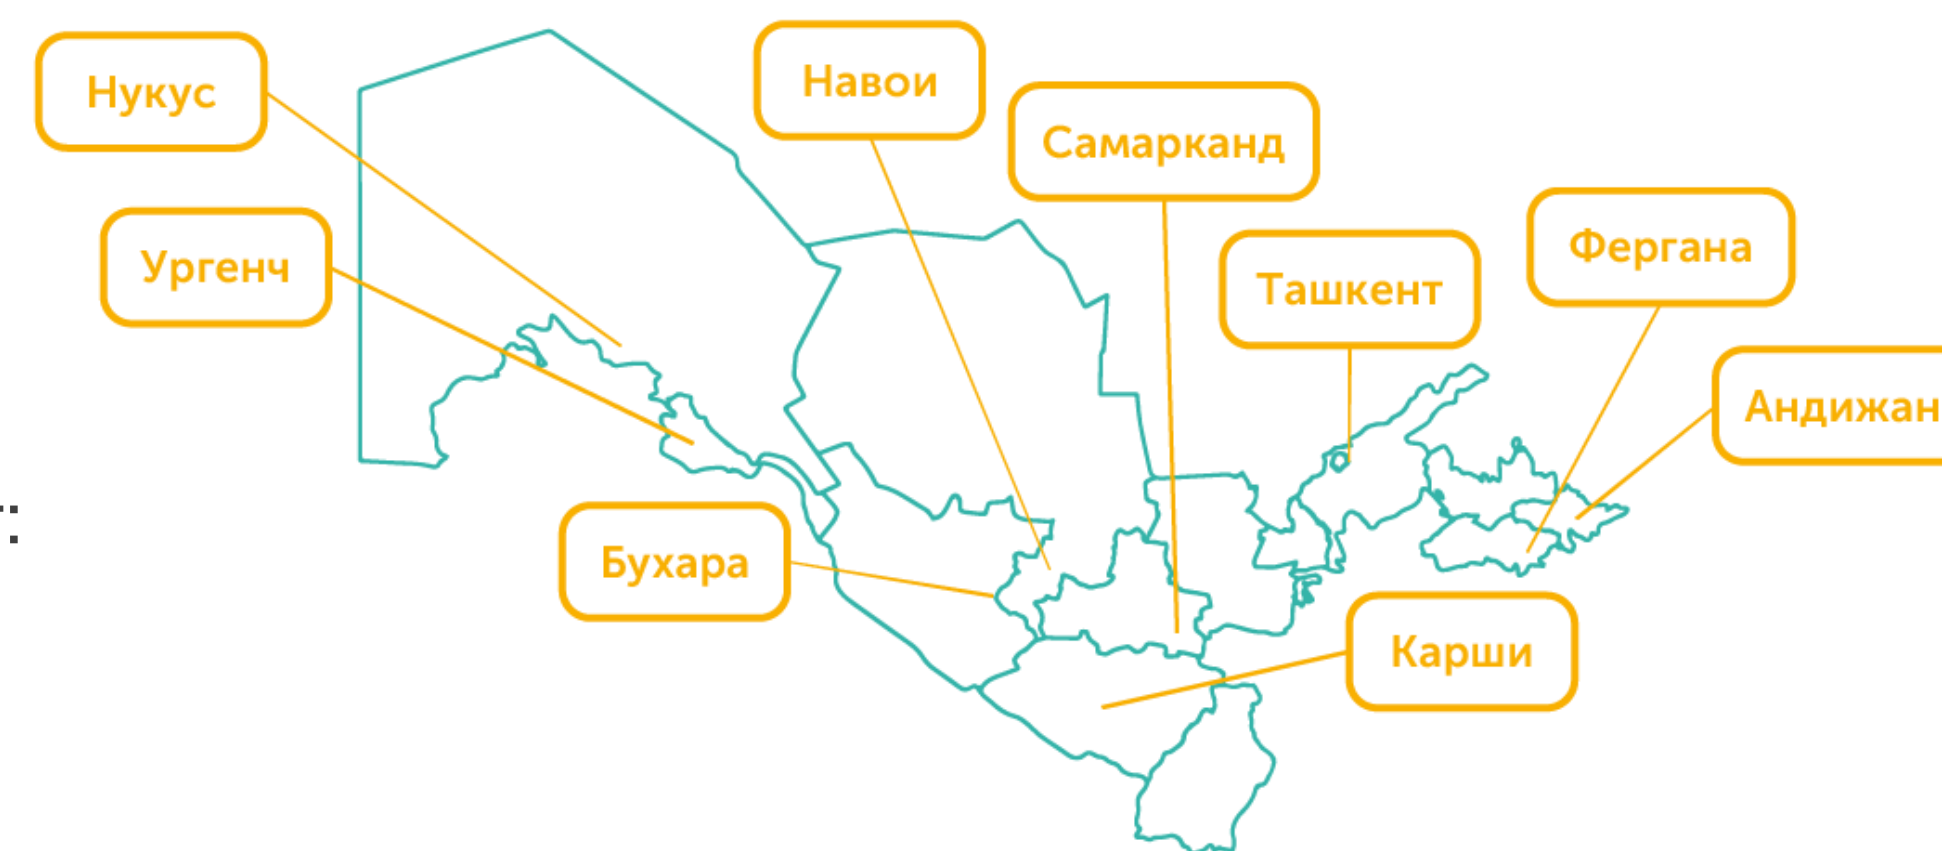 Нукус
Навои
Самарканд
Ургенч
Ташкент
Фергана
Андижан
Бухара
Карши